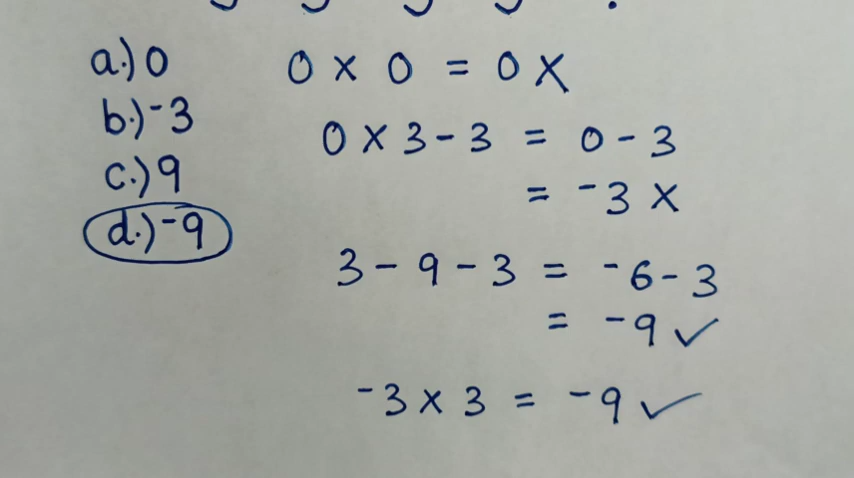 a.) 0
b.) -3
c.) 9
d.) -9
0 × 0 = 0 ×
0 × 3 - 3 = 0 - 3
= -3 ×
3 - 9 - 3 = -6 - 3
= -9 ✓
-3 × 3 = -9 ✓